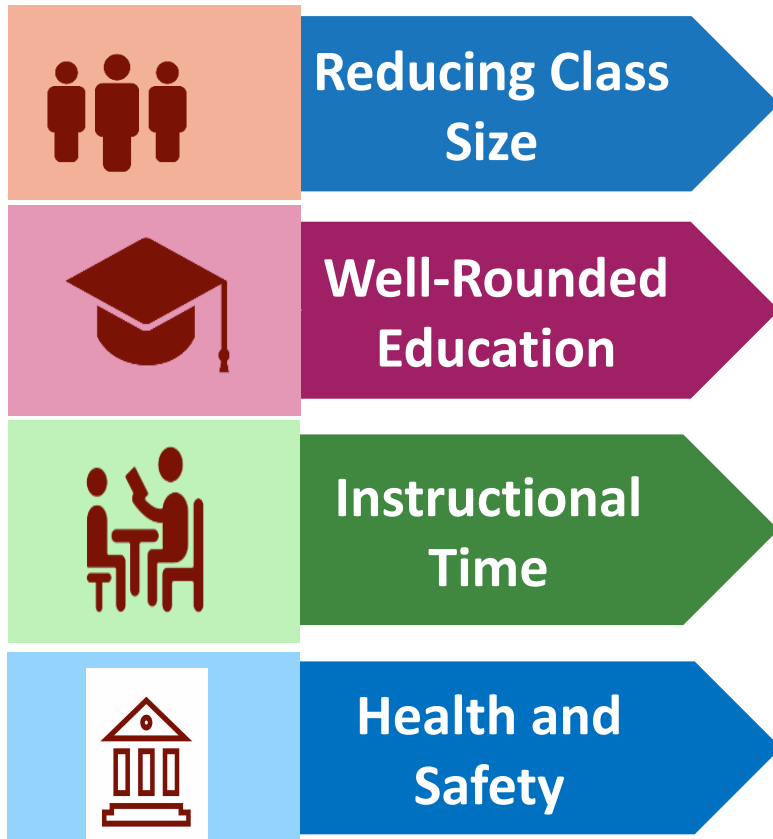 Reducing Class
Size
Well-Rounded
Education
Instructional
Time
Health and
Safety